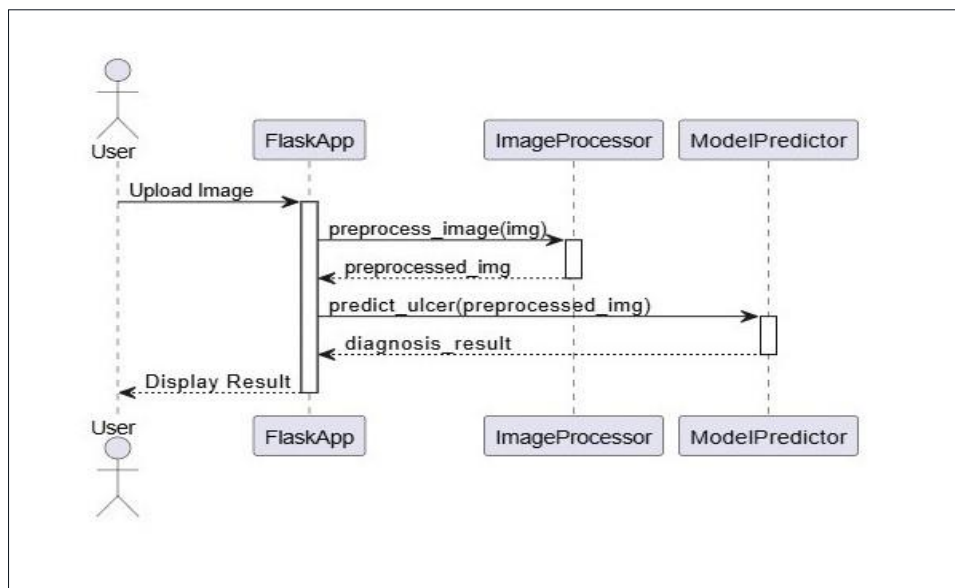 User
FlaskApp
ImageProcessor
ModelPredictor
Upload Image
preprocess_image(img)
preprocessed_img
predict_ulcer(preprocessed_img)
diagnosis_result
Display Result
User
FlaskApp
ImageProcessor
ModelPredictor